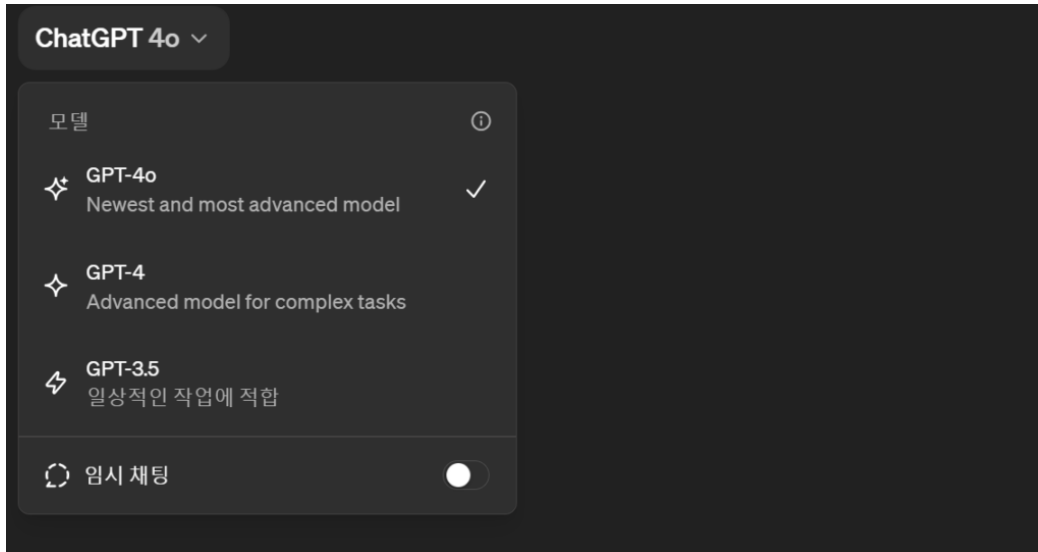 ChatGPT 4o
모델
GPT-4o
Newest and most advanced model
GPT-4
Advanced model for complex tasks
GPT-3.5
일상적인 작업에 적합
임시 채팅